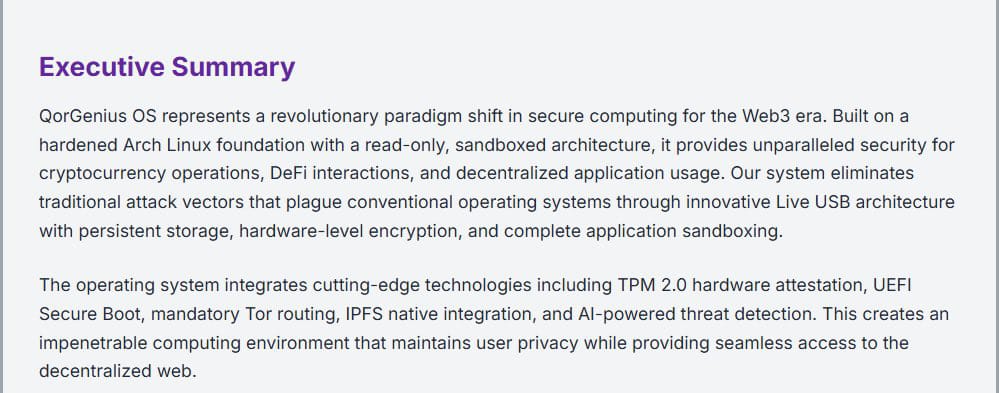 Executive Summary
QorGenius OS represents a revolutionary paradigm shift in secure computing for the Web3 era. Built on a
hardened Arch Linux foundation with a read-only, sandboxed architecture, it provides unparalleled security for
cryptocurrency operations, DeFi interactions, and decentralized application usage. Our system eliminates
traditional attack vectors that plague conventional operating systems through innovative Live USB architecture
with persistent storage, hardware-level encryption, and complete application sandboxing.
The operating system integrates cutting-edge technologies including TPM 2.0 hardware attestation, UEFI
Secure Boot, mandatory Tor routing, IPFS native integration, and AI-powered threat detection. This creates an
impenetrable computing environment that maintains user privacy while providing seamless access to the
decentralized web.